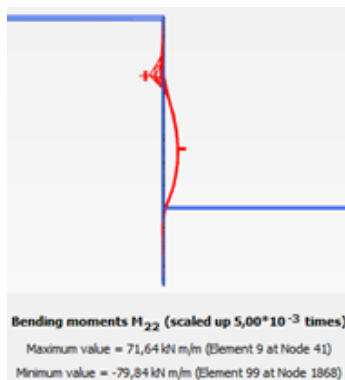 Bending moments M₂₂ (scaled up 5,00*10⁻³ times)
Maximum value = 71,64 kN m/m (Element 9 at Node 41)
Minimum value = -79,84 kN m/m (Element 99 at Node 1868)